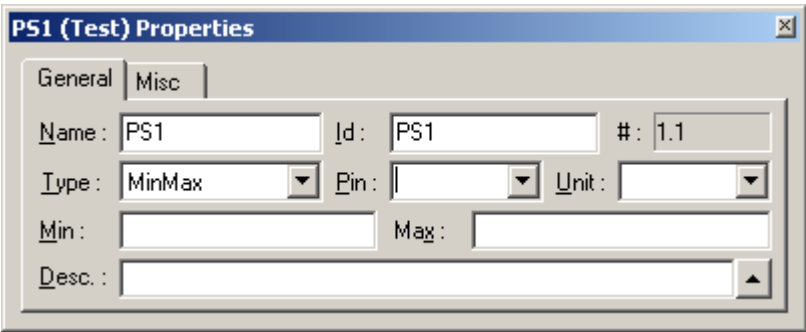 PS1 (Test) Properties
General Misc
Name: PS1 Id: PS1 #: 1.1
Type: MinMax Pin: Unit:
Min: Max:
Desc.: